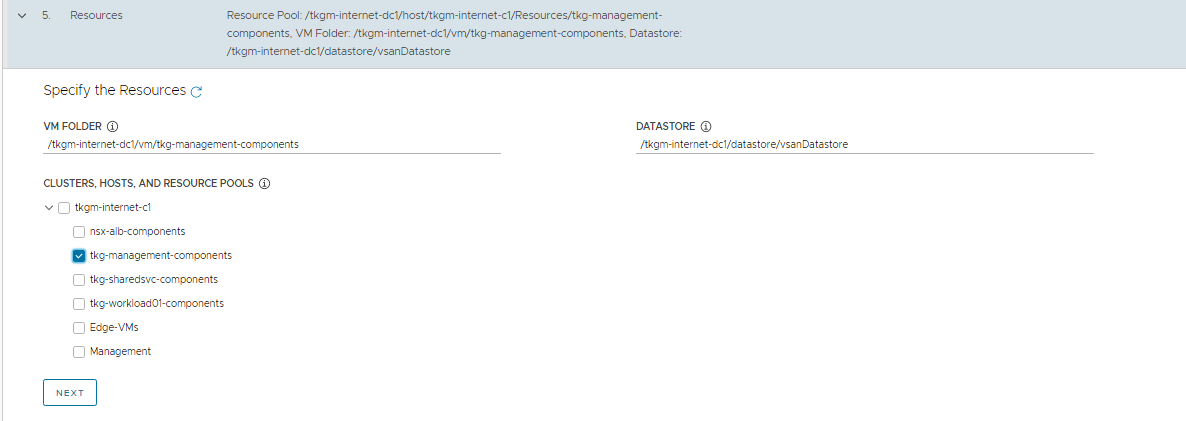 5. Resources Resource Pool: /tkgm-internet-dc1/host/tkgm-internet-c1/Resources/tkg-management-
components, VM Folder: /tkgm-internet-dc1/vm/tkg-management-components, Datastore:
/tkgm-internet-dc1/datastore/vsanDatastore
Specify the Resources
VM FOLDER
/tkgm-internet-dc1/vm/tkg-management-components
DATASTORE
/tkgm-internet-dc1/datastore/vsanDatastore
CLUSTERS, HOSTS, AND RESOURCE POOLS
tkgm-internet-c1
nsx-alb-components
tkg-management-components
tkg-sharedsvc-components
tkg-workload01-components
Edge-VMs
Management
NEXT